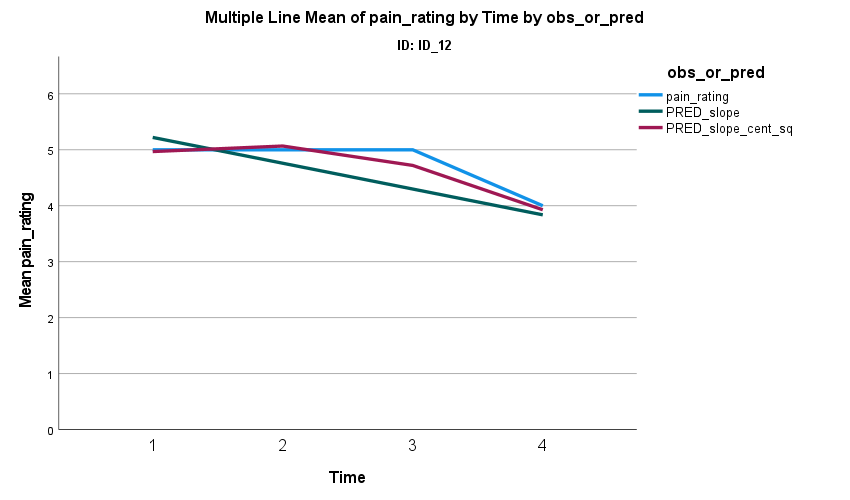 Multiple Line Mean of pain_rating by Time by obs_or_pred
ID: ID_12
obs_or_pred
pain_rating
PRED_slope
PRED_slope_cent_sq
Mean pain_rating
6
5
4
3
2
1
0
1 2 3 4
Time